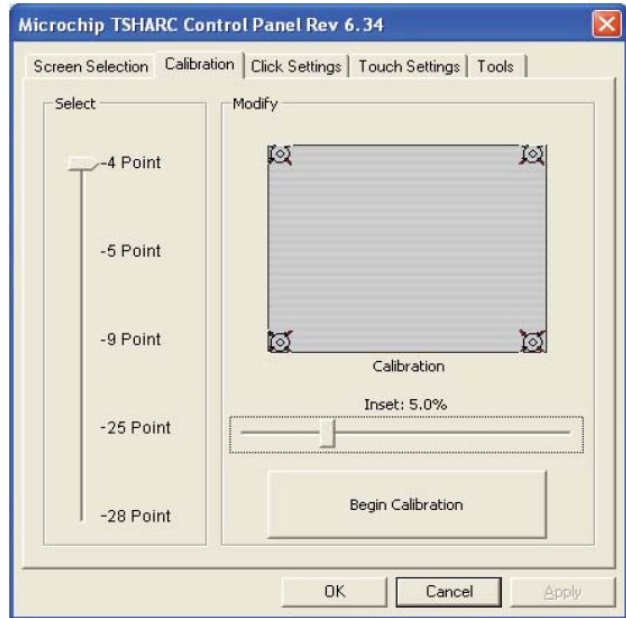 Microchip TSHARC Control Panel Rev 6.34
Screen Selection Calibration Click Settings Touch Settings Tools
Select
-4 Point
-5 Point
-9 Point
-25 Point
-28 Point
Modify
Calibration
Inset: 5.0%
Begin Calibration
OK Cancel Apply